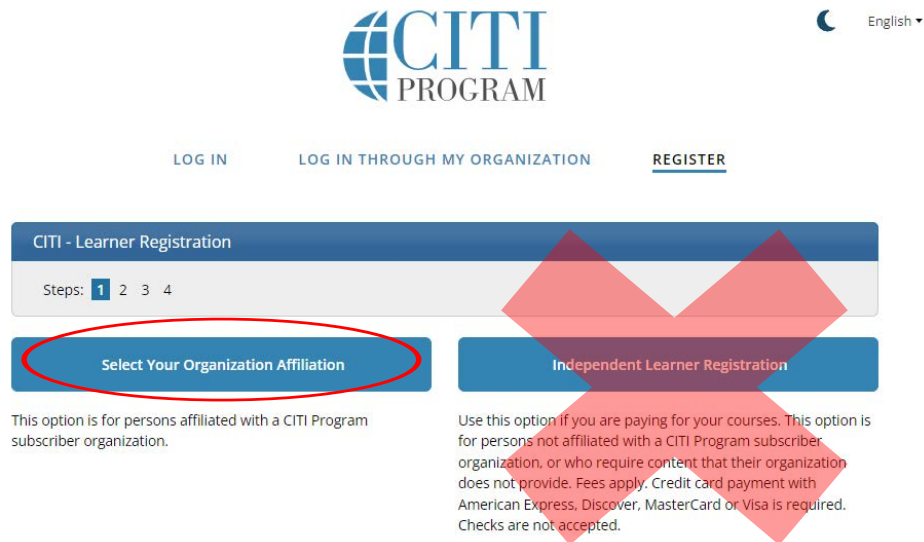 CITI
PROGRAM
English
LOG IN
LOG IN THROUGH MY ORGANIZATION
REGISTER
CITI - Learner Registration
Steps: 1 2 3 4
Select Your Organization Affiliation
This option is for persons affiliated with a CITI Program
subscriber organization.
Independent Learner Registration
Use this option if you are paying for your courses. This option is
for persons not affiliated with a CITI Program subscriber
organization, or who require content that their organization
does not provide. Fees apply. Credit card payment with
American Express, Discover, MasterCard or Visa is required.
Checks are not accepted.